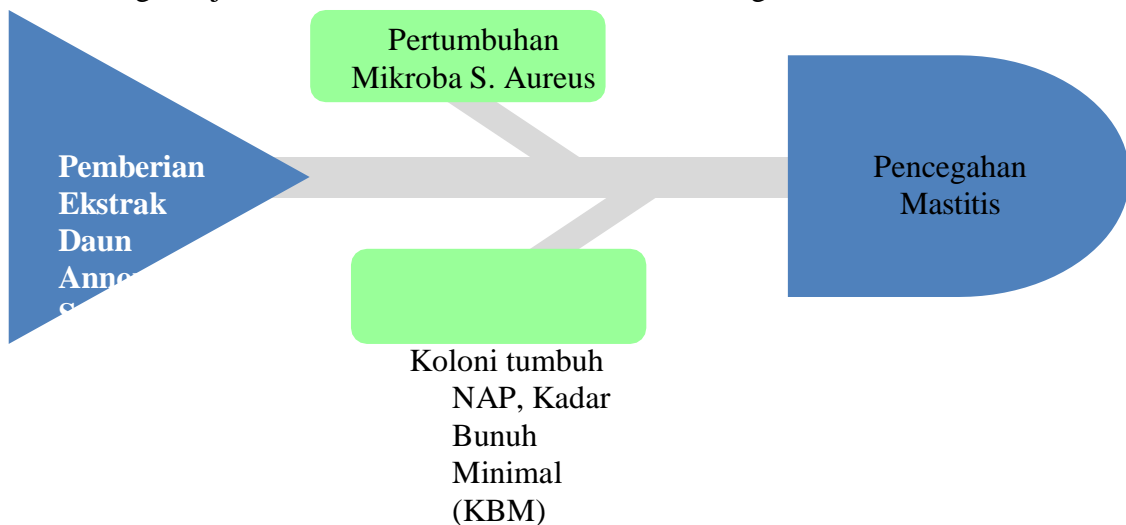 Pertumbuhan
Mikroba S. Aureus
Pemberian
Ekstrak
Daun
Pencegahan
Mastitis
Koloni tumbuh
NAP, Kadar
Bunuh
Minimal
(KBM)